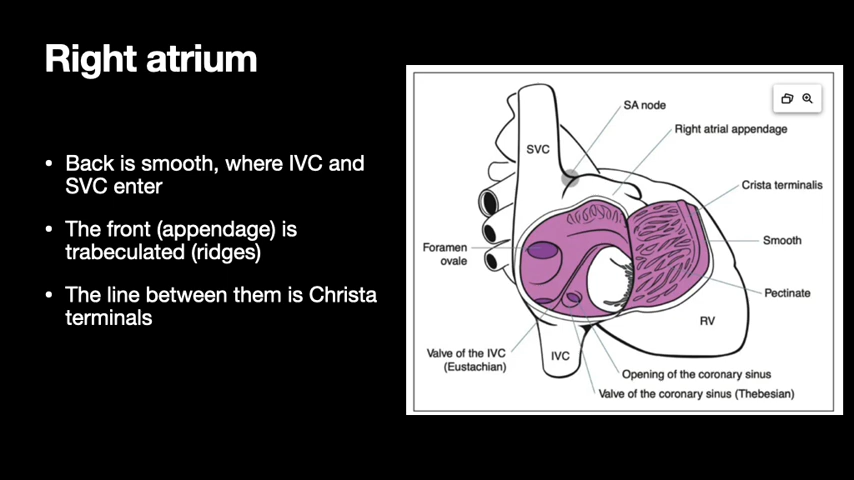 Right atrium
• Back is smooth, where IVC and
SVC enter
• The front (appendage) is
trabeculated (ridges)
• The line between them is Christa
terminals
SA node
Right atrial appendage
SVC
Crista terminalis
Foramen
ovale
Smooth
Pectinate
RV
Valve of the IVC
(Eustachian)
IVC
Opening of the coronary sinus
Valve of the coronary sinus (Thebesian)